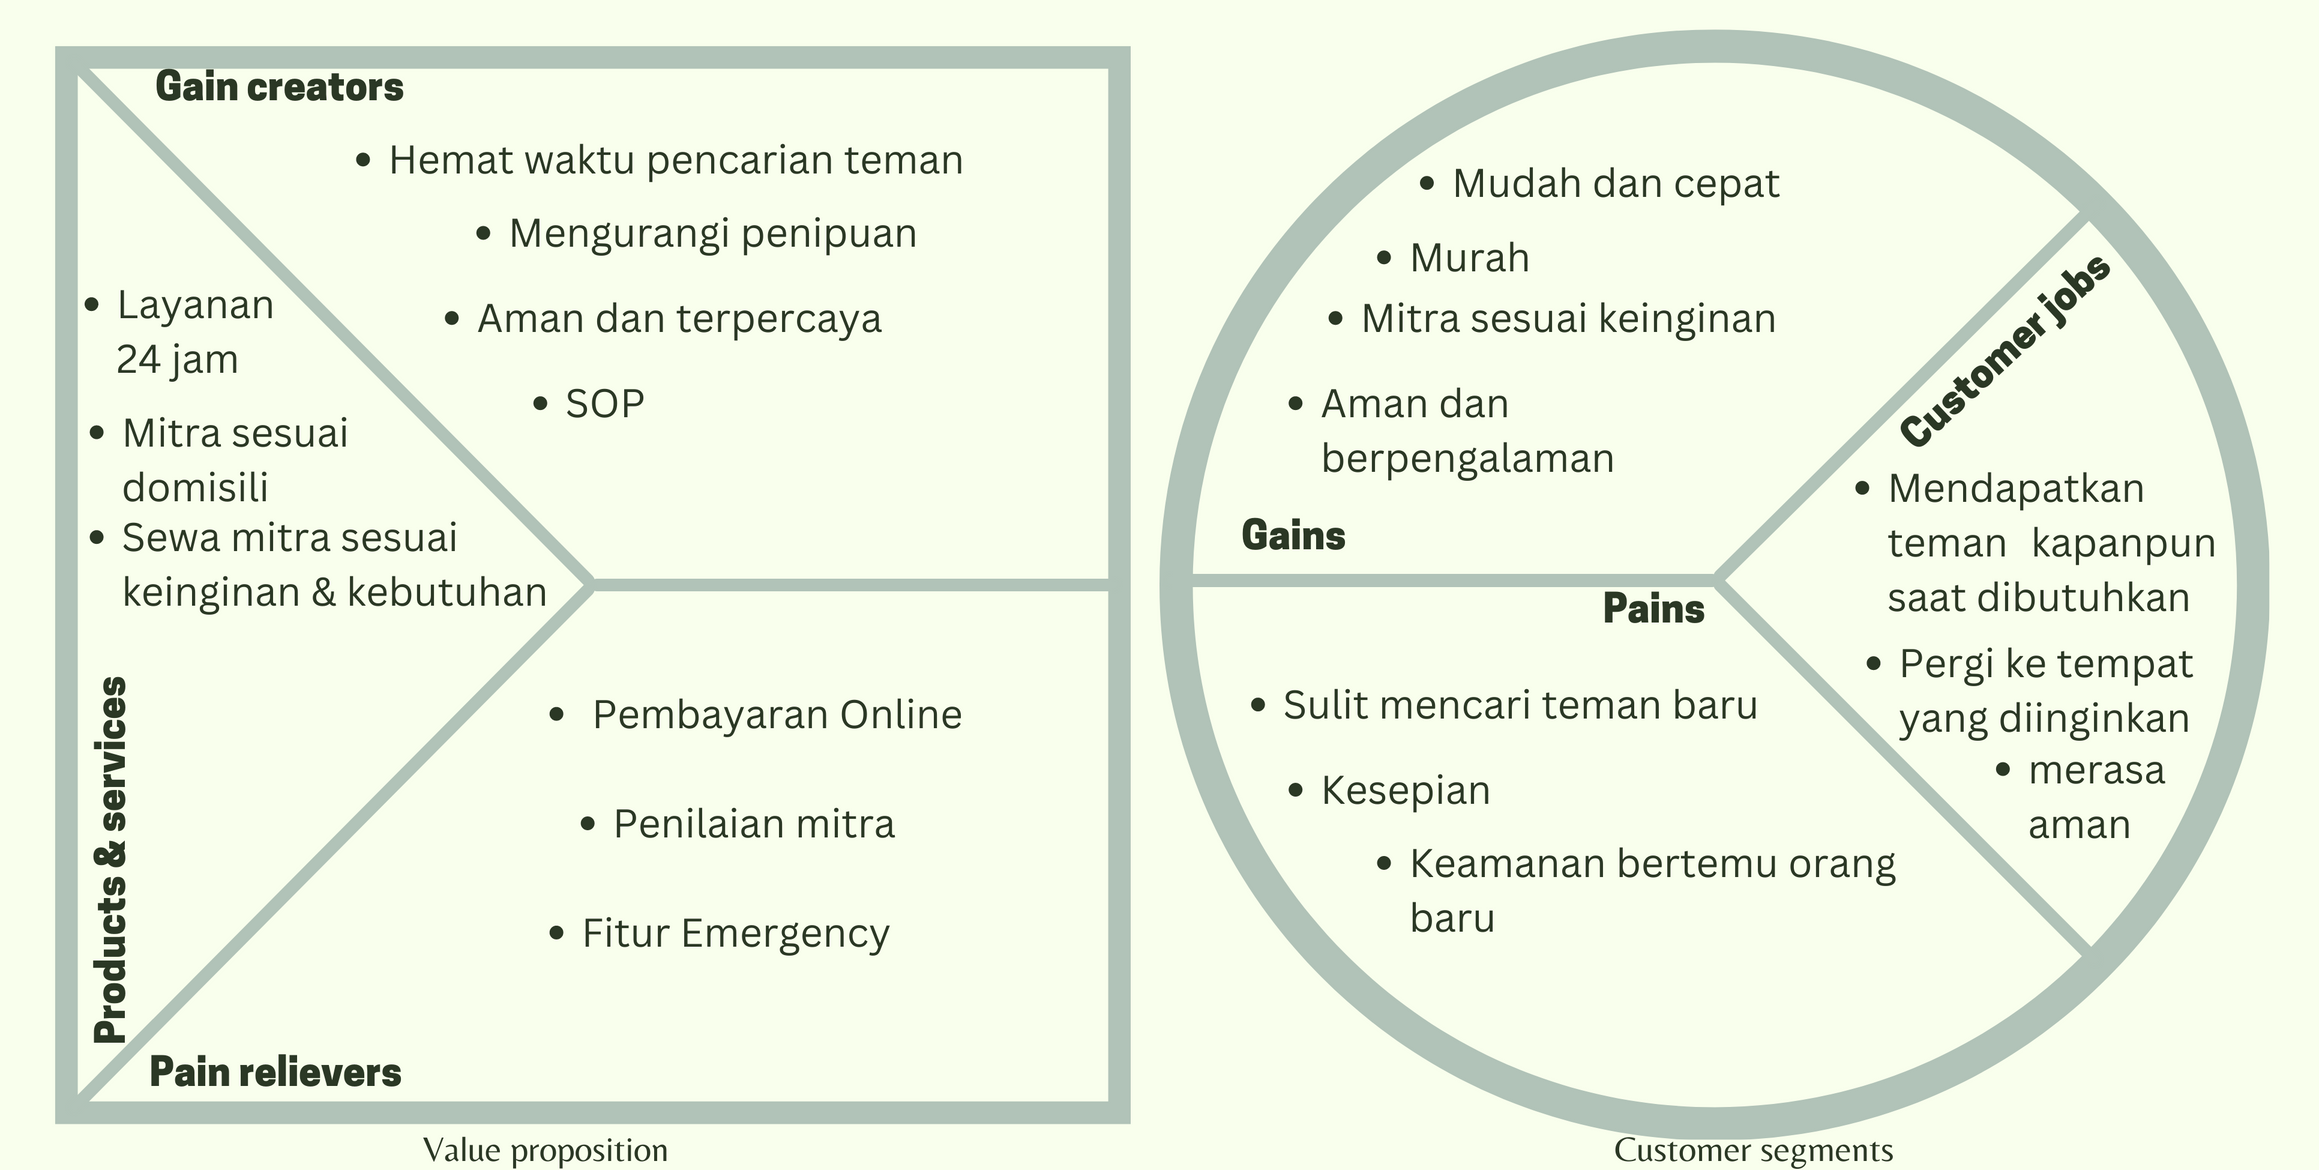 Gain creators
• Hemat waktu pencarian teman
• Mengurangi penipuan
• Aman dan terpercaya
• SOP
• Layanan
24 jam
• Mitra sesuai
domisili
• Sewa mitra sesuai
keinginan & kebutuhan
Products & services
• Pembayaran Online
• Penilaian mitra
• Fitur Emergency
Pain relievers
Value proposition
• Mudah dan cepat
• Murah
• Mitra sesuai keinginan
• Aman dan
berpengalaman
Gains
Customer jobs
• Mendapatkan
teman kapanpun
saat dibutuhkan
• Pergi ke tempat
yang diinginkan
• merasa
aman
Pains
• Sulit mencari teman baru
• Kesepian
• Keamanan bertemu orang
baru
Customer segments